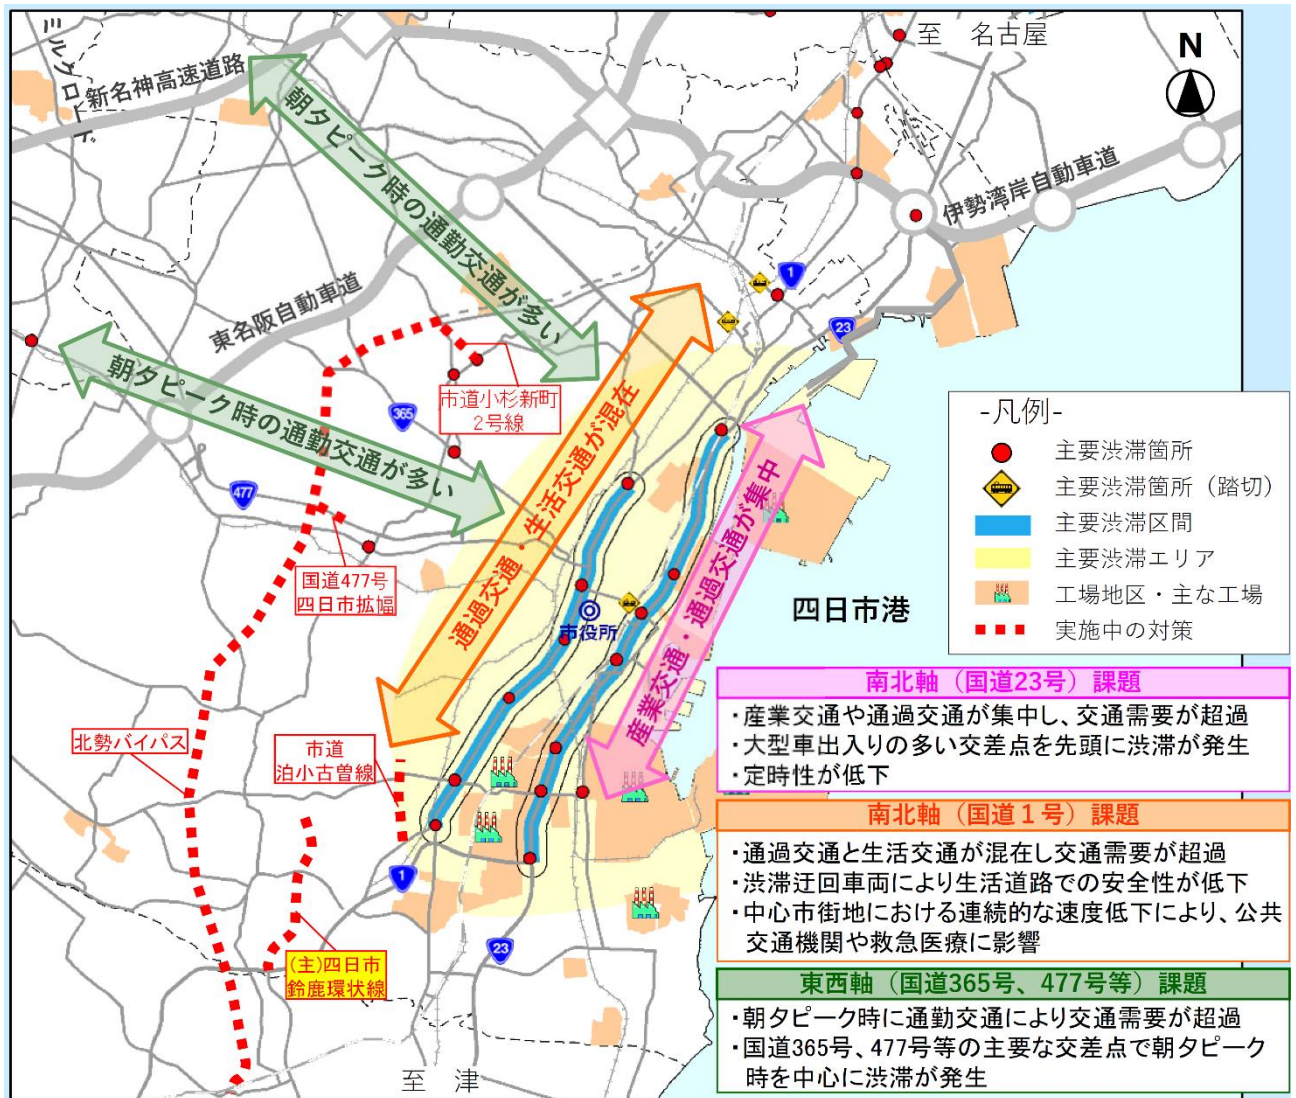 至 名古屋
N
ミルクロード
新名神高速道路
伊勢湾岸自動車道
東名阪自動車道
朝夕ピーク時の通勤交通が多い
朝夕ピーク時の通勤交通が多い
通過交通・生活交通が混在
産業交通・通過交通が集中
1
23
365
477
市道小杉新町
2号線
国道477号
四日市拡幅
市役所
四日市港
北勢バイパス
市道
泊小古曽線
(主)四日市
鈴鹿環状線
1
23
至 津
-凡例-
主要渋滞箇所
主要渋滞箇所（踏切）
主要渋滞区間
主要渋滞エリア
工場地区・主な工場
実施中の対策
南北軸（国道23号）課題
・産業交通や通過交通が集中し、交通需要が超過
・大型車出入りの多い交差点を先頭に渋滞が発生
・定時性が低下
南北軸（国道１号）課題
・通過交通と生活交通が混在し交通需要が超過
・渋滞迂回車両により生活道路での安全性が低下
・中心市街地における連続的な速度低下により、公共
交通機関や救急医療に影響
東西軸（国道365号、477号等）課題
・朝夕ピーク時に通勤交通により交通需要が超過
・国道365号、477号等の主要な交差点で朝夕ピーク
時を中心に渋滞が発生